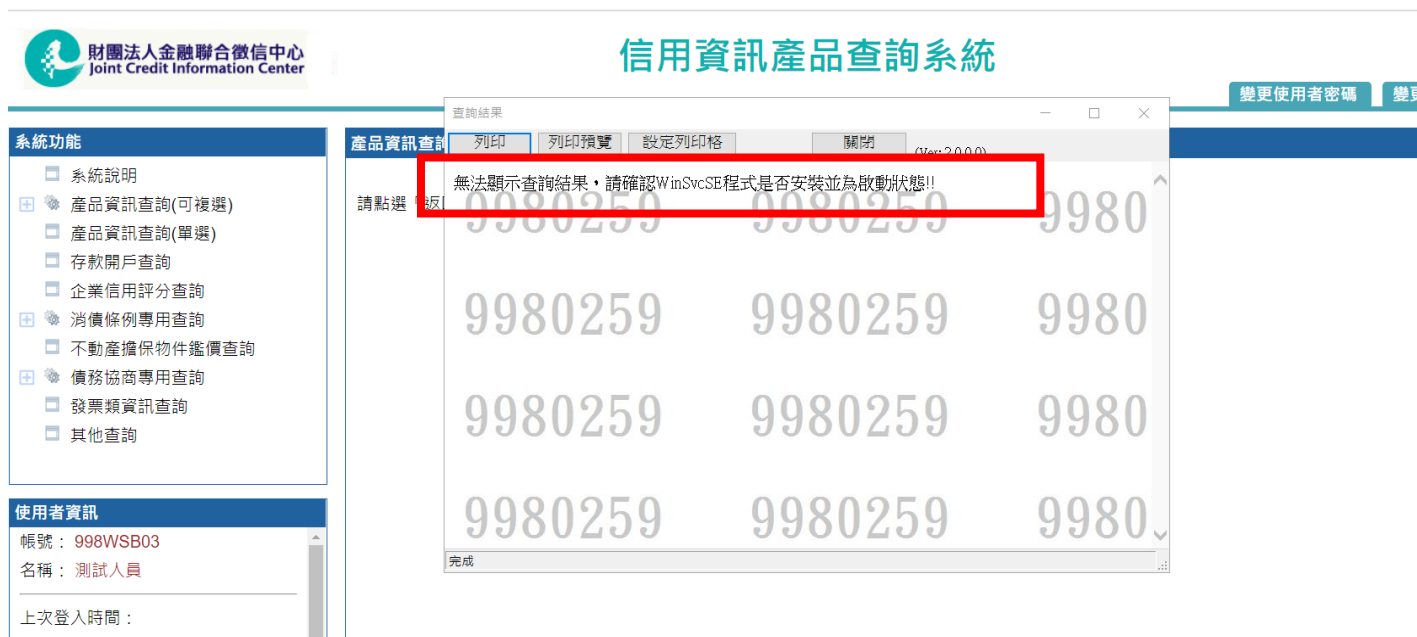 財團法人金融聯合徵信中心
Joint Credit Information Center
信用資訊產品查詢系統
變更使用者密碼
系統功能
系統說明
產品資訊查詢(可複選)
產品資訊查詢(單選)
存款開戶查詢
企業信用評分查詢
消債條例專用查詢
不動產擔保物件鑑價查詢
債務協商專用查詢
發票類資訊查詢
其他查詢
使用者資訊
帳號： 998WSB03
名稱： 測試人員
上次登入時間：
產品資訊查詢
請點選「返
查詢結果
列印 列印預覽 設定列印格 關閉 (Ver: 2.0.0.0)
無法顯示查詢結果，請確認WinSvcSE程式是否安裝並為啟動狀態!!
9980259 9980259 9980
9980259 9980259 9980
9980259 9980259 9980
9980259 9980259 9980
完成